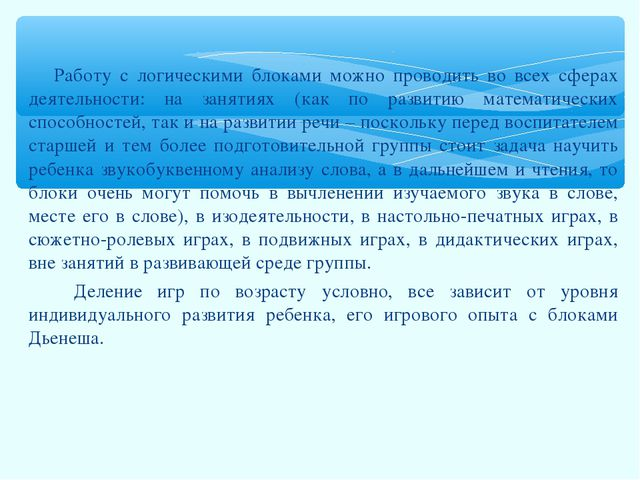 Работу с логическими блоками можно проводить во всех сферах
деятельности: на занятиях (как по развитию математических
способностей, так и на развитии речи – поскольку перед воспитателем
старшей и тем более подготовительной группы стоит задача научить
ребенка звукобуквенному анализу слова, а в дальнейшем и чтения, то
блоки очень могут помочь в вычленении изучаемого звука в слове,
месте его в слове), в изодеятельности, в настольно-печатных играх, в
сюжетно-ролевых играх, в подвижных играх, в дидактических играх,
вне занятий в развивающей среде группы.
Деление игр по возрасту условно, все зависит от уровня
индивидуального развития ребенка, его игрового опыта с блоками
Дьенеша.